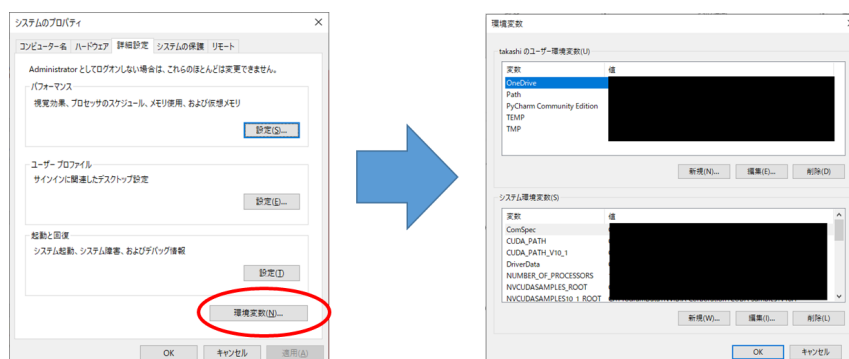 システムのプロパティ
コンピューター名 ハードウェア 詳細設定 システムの保護 リモート
Administrator としてログオンしない場合は、これらのほとんどは変更できません。
パフォーマンス
視覚効果、プロセッサのスケジュール、メモリ使用、および仮想メモリ
設定(S)...
ユーザー プロファイル
サインインに関連したデスクトップ設定
設定(E)...
起動と回復
システム起動、システム障害、およびデバッグ情報
設定(T)
環境変数(N)...
OK キャンセル 適用(A)
環境変数
takashi のユーザー環境変数(U)
変数 値
OneDrive
Path
PyCharm Community Edition
TEMP
TMP
新規(N)... 編集(E)... 削除(D)
システム環境変数(S)
変数 値
ComSpec
CUDA_PATH
CUDA_PATH_V10_1
DriverData
NUMBER_OF_PROCESSORS
NVCUDASAMPLES_ROOT
NVCUDASAMPLES10_1_ROOT
新規(W)... 編集(I)... 削除(L)
OK キャンセル